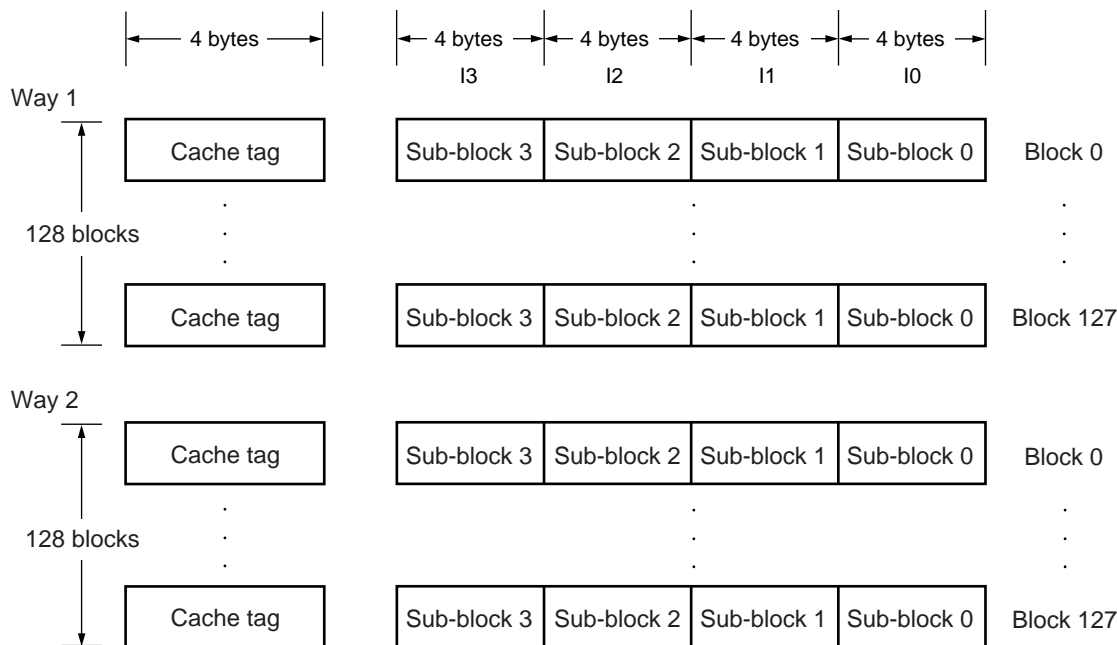 4 bytes 4 bytes 4 bytes 4 bytes 4 bytes
I3 I2 I1 I0
Way 1
Cache tag Sub-block 3 Sub-block 2 Sub-block 1 Sub-block 0 Block 0
128 blocks
Cache tag Sub-block 3 Sub-block 2 Sub-block 1 Sub-block 0 Block 127
Way 2
Cache tag Sub-block 3 Sub-block 2 Sub-block 1 Sub-block 0 Block 0
128 blocks
Cache tag Sub-block 3 Sub-block 2 Sub-block 1 Sub-block 0 Block 127